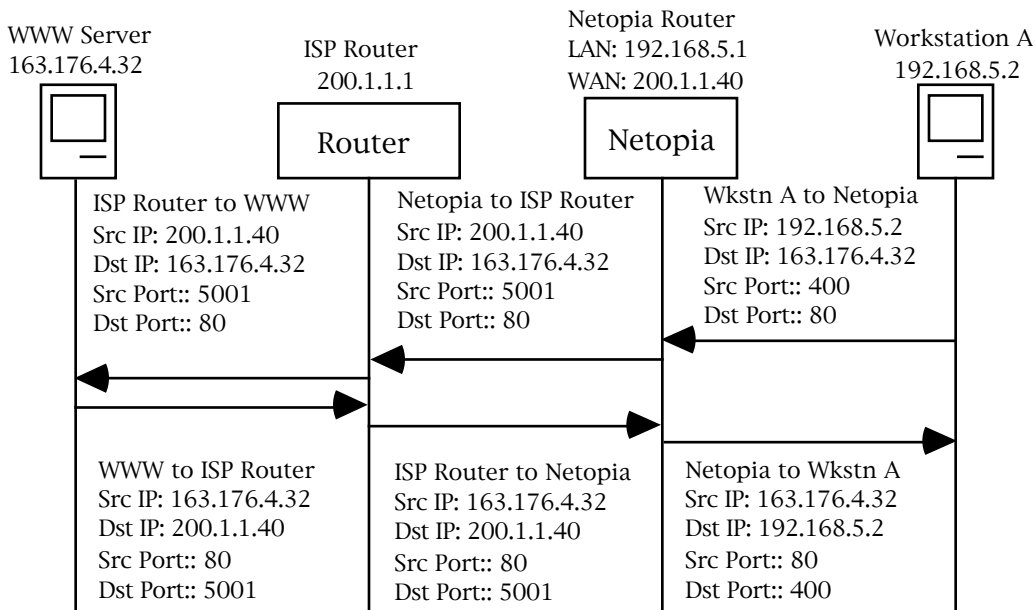 WWW Server
163.176.4.32
ISP Router
200.1.1.1
Netopia Router
LAN: 192.168.5.1
WAN: 200.1.1.40
Workstation A
192.168.5.2
Router
Netopia
ISP Router to WWW
Src IP: 200.1.1.40
Dst IP: 163.176.4.32
Src Port:: 5001
Dst Port:: 80
Netopia to ISP Router
Src IP: 200.1.1.40
Dst IP: 163.176.4.32
Src Port:: 5001
Dst Port:: 80
Wkstn A to Netopia
Src IP: 192.168.5.2
Dst IP: 163.176.4.32
Src Port:: 400
Dst Port:: 80
WWW to ISP Router
Src IP: 163.176.4.32
Dst IP: 200.1.1.40
Src Port:: 80
Dst Port:: 5001
ISP Router to Netopia
Src IP: 163.176.4.32
Dst IP: 200.1.1.40
Src Port:: 80
Dst Port:: 5001
Netopia to Wkstn A
Src IP: 163.176.4.32
Dst IP: 192.168.5.2
Src Port:: 80
Dst Port:: 400